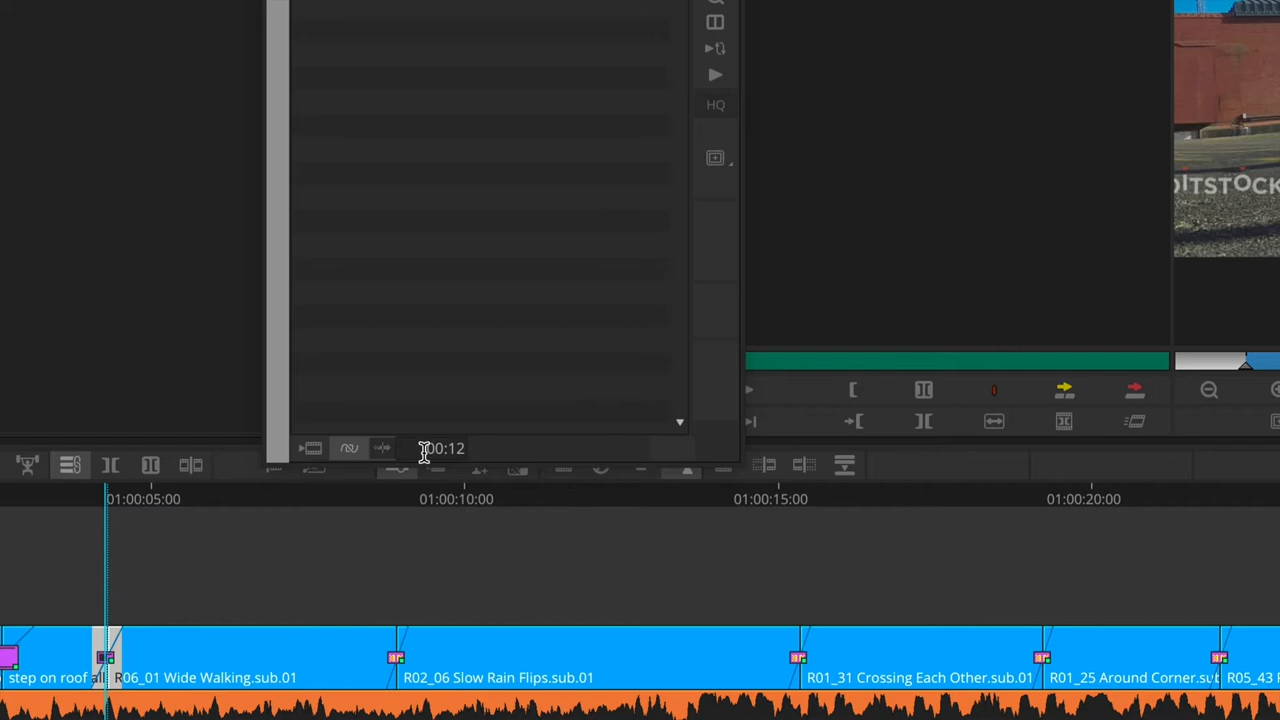 HQ
DITSTOCK
00:12
01:00:05:00
01:00:10:00
01:00:15:00
01:00:20:00
step on roof all
R06_01 Wide Walking.sub.01
R02_06 Slow Rain Flips.sub.01
R01_31 Crossing Each Other.sub.01
R01_25 Around Corner.sub
R05_43 F